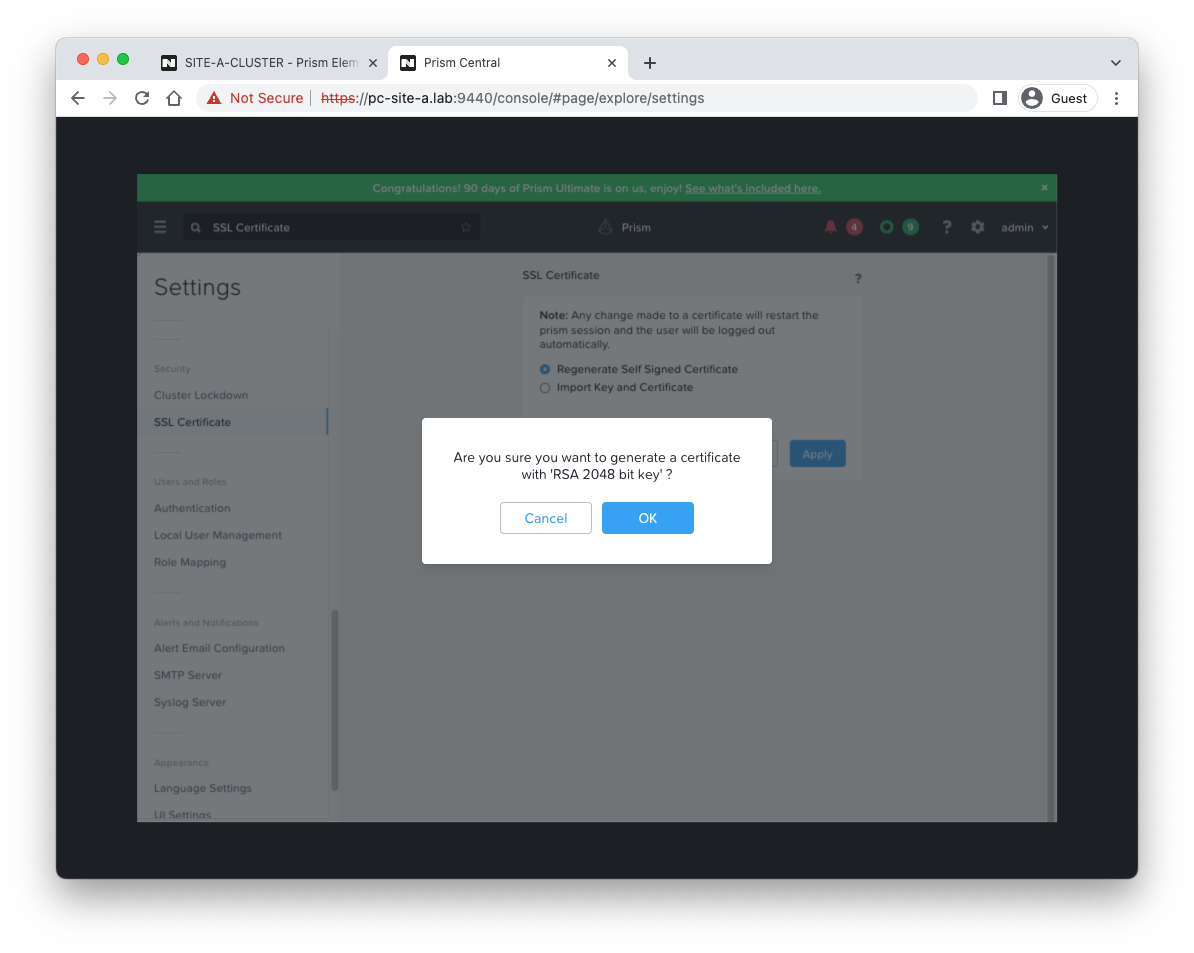 SITE-A-CLUSTER - Prism Elem
Prism Central
Not Secure
https://pc-site-a.lab:9440/console/#page/explore/settings
Guest
Congratulations! 90 days of Prism Ultimate is on us, enjoy! See what's included here.
SSL Certificate
Prism
4
9
?
admin
Settings
Security
Cluster Lockdown
SSL Certificate
Users and Roles
Authentication
Local User Management
Role Mapping
Alerts and Notifications
Alert Email Configuration
SMTP Server
Syslog Server
Appearance
Language Settings
UI Settings
SSL Certificate
?
Note: Any change made to a certificate will restart the
prism session and the user will be logged out
automatically.
Regenerate Self Signed Certificate
Import Key and Certificate
Apply
Are you sure you want to generate a certificate
with 'RSA 2048 bit key' ?
Cancel
OK